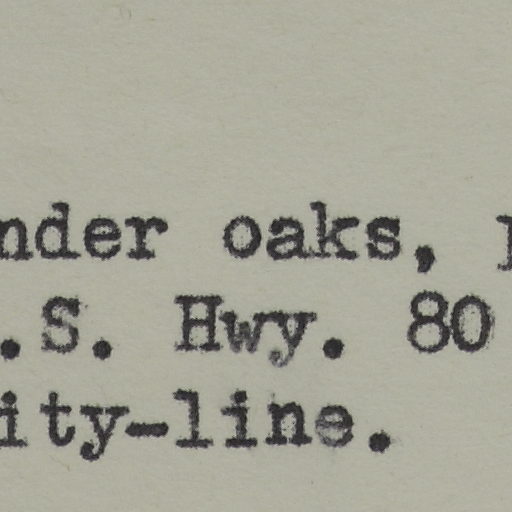 nder oaks,
.S. Hwy. 80
ity-line.